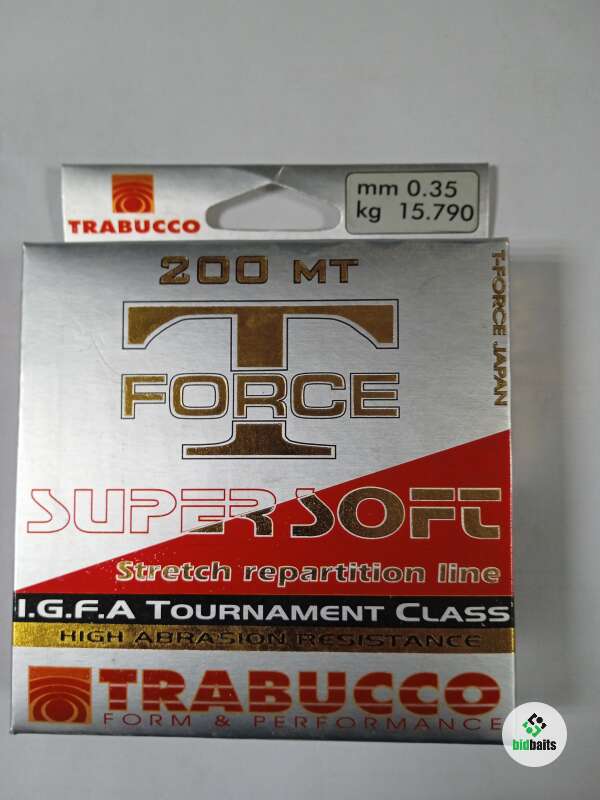 TRABUCCO
mm 0.35
kg 15.790
200 MT
T
FORCE
T-FORCE JAPAN
SUPER SOFT
Stretch repartition line
I.G.F.A TOURNAMENT CLASS
HIGH ABRASION RESISTANCE
TRABUCCO
FORM & PERFORMANCE
bidbaits